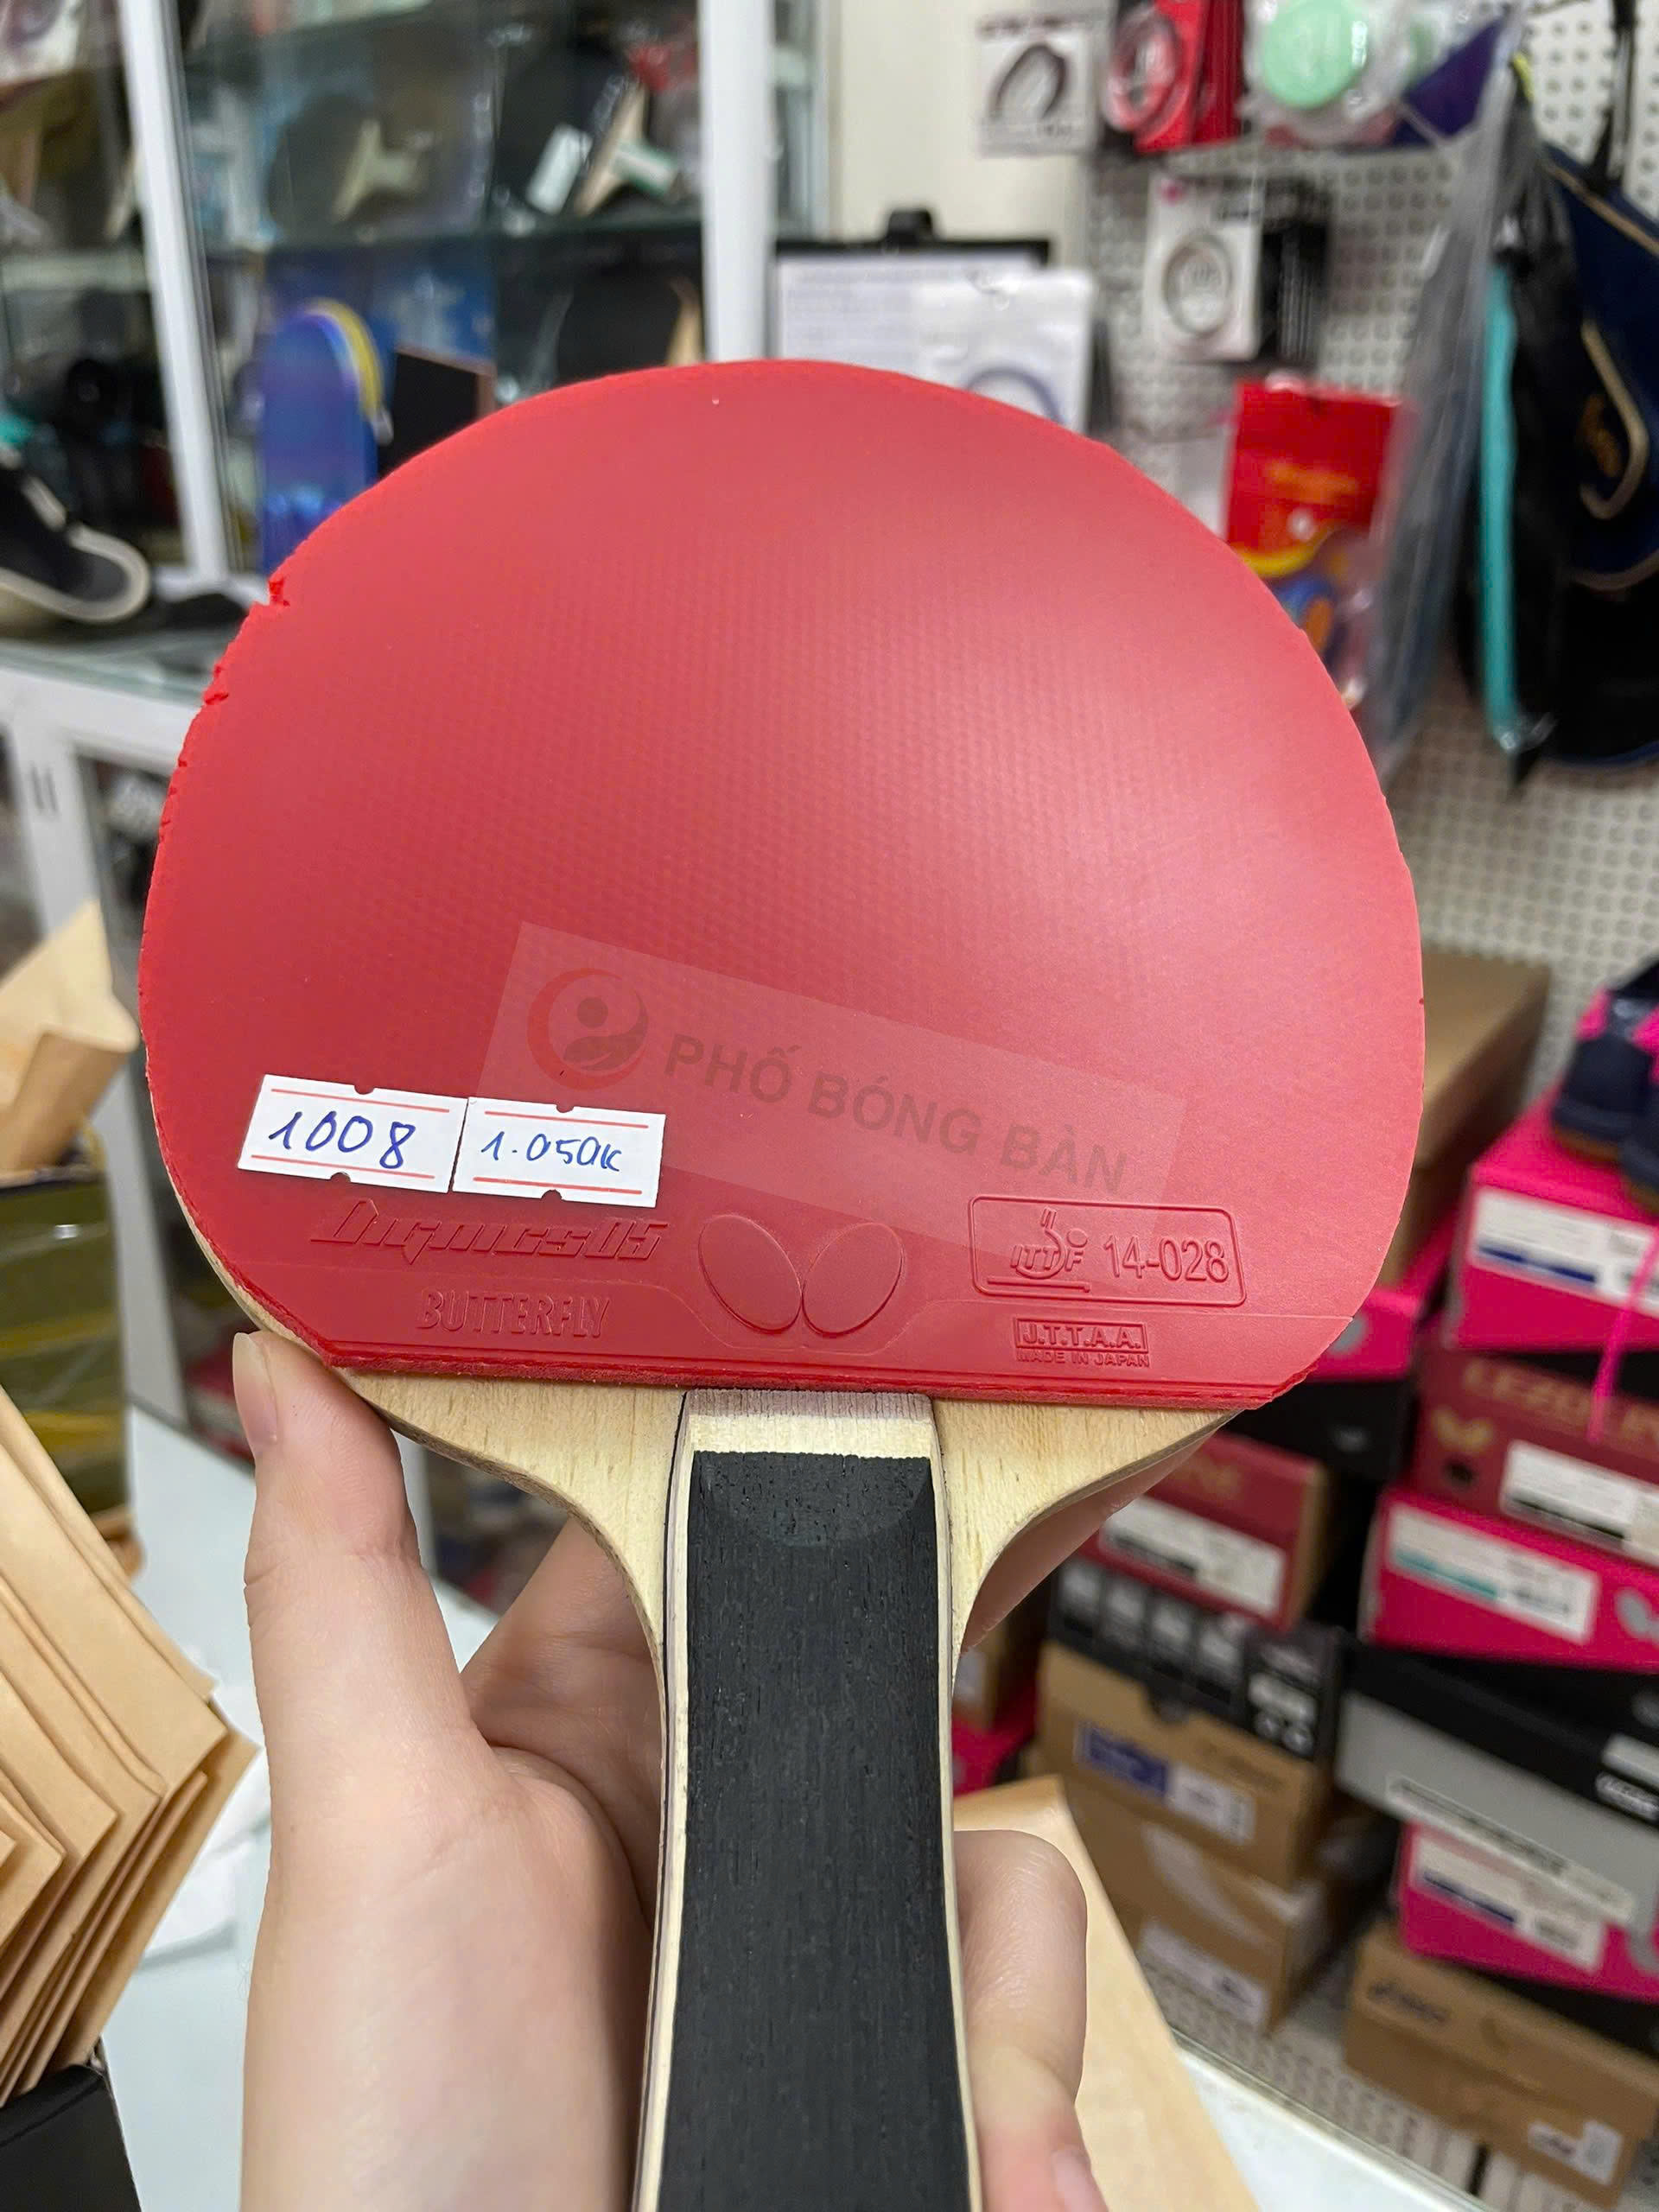 PHỐ BÓNG BÀN
1008
1.050K
Dignics05
BUTTERFLY
ITTF 14-028
J.T.T.A.A.
MADE IN JAPAN